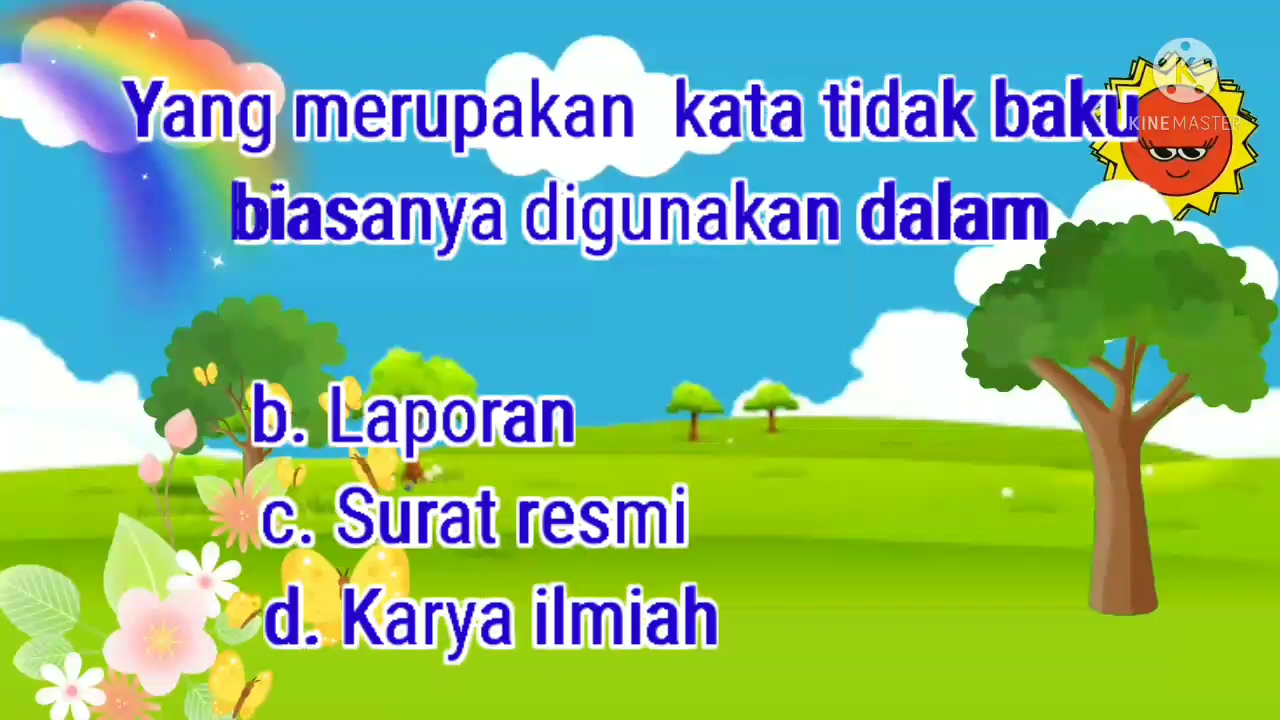 Yang merupakan kata tidak baku
KINEMASTER
biasanya digunakan dalam
b. Laporan
c. Surat resmi
d. Karya ilmiah